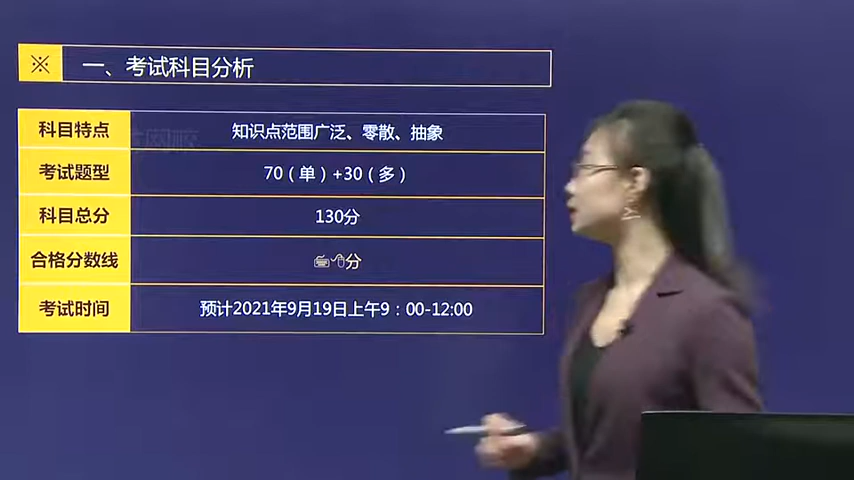 ※ 一、考试科目分析
科目特点 知识点范围广泛、零散、抽象
考试题型 70（单）+30（多）
科目总分 130分
合格分数线 🖮🖰分
考试时间 预计2021年9月19日上午9：00-12:00